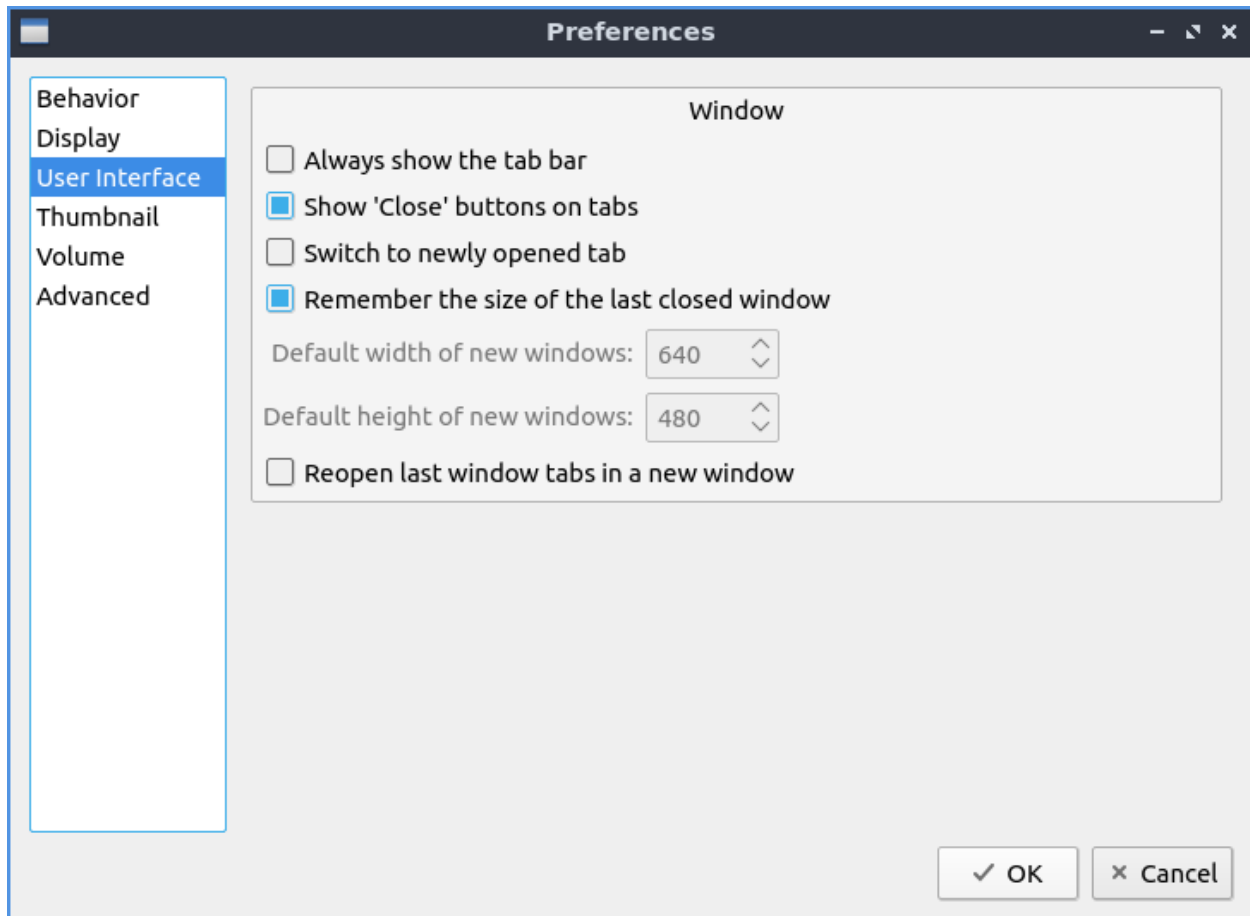 Preferences
Behavior
Display
User Interface
Thumbnail
Volume
Advanced
Window
Always show the tab bar
Show 'Close' buttons on tabs
Switch to newly opened tab
Remember the size of the last closed window
Default width of new windows: 640
Default height of new windows: 480
Reopen last window tabs in a new window
OK Cancel